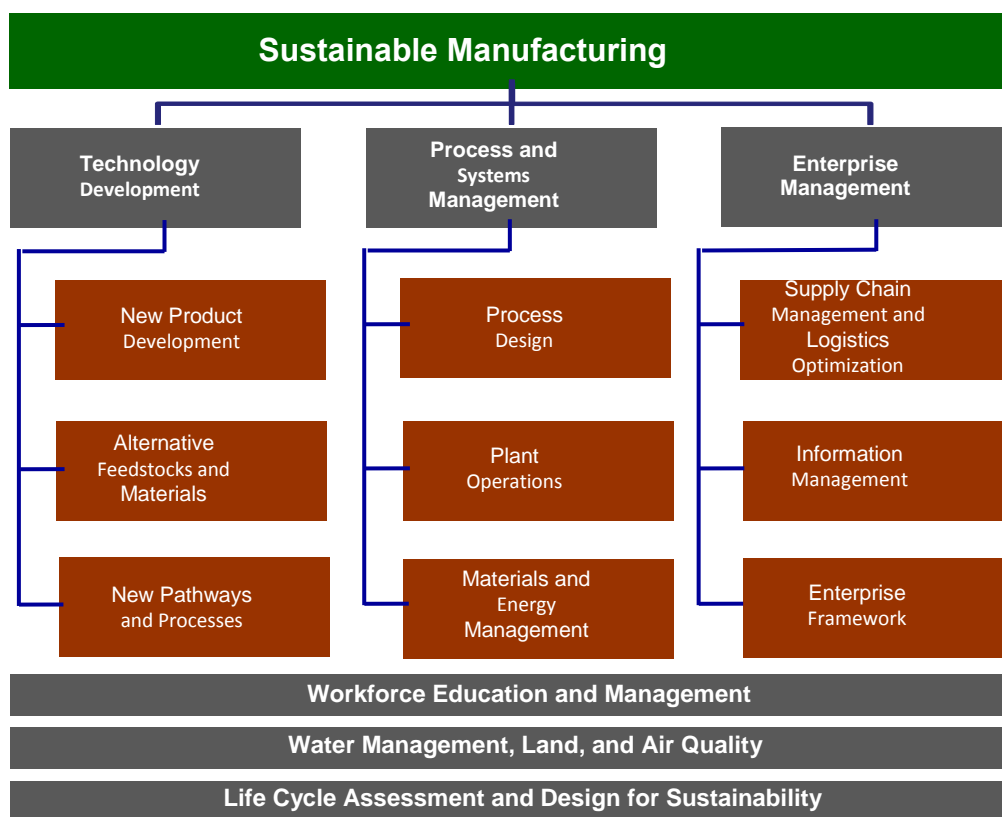 Sustainable Manufacturing
Technology
Development
Process and
Systems
Management
Enterprise
Management
New Product
Development
Process
Design
Supply Chain
Management and
Logistics
Optimization
Alternative
Feedstocks and
Materials
Plant
Operations
Information
Management
New Pathways
and Processes
Materials and
Energy
Management
Enterprise
Framework
Workforce Education and Management
Water Management, Land, and Air Quality
Life Cycle Assessment and Design for Sustainability